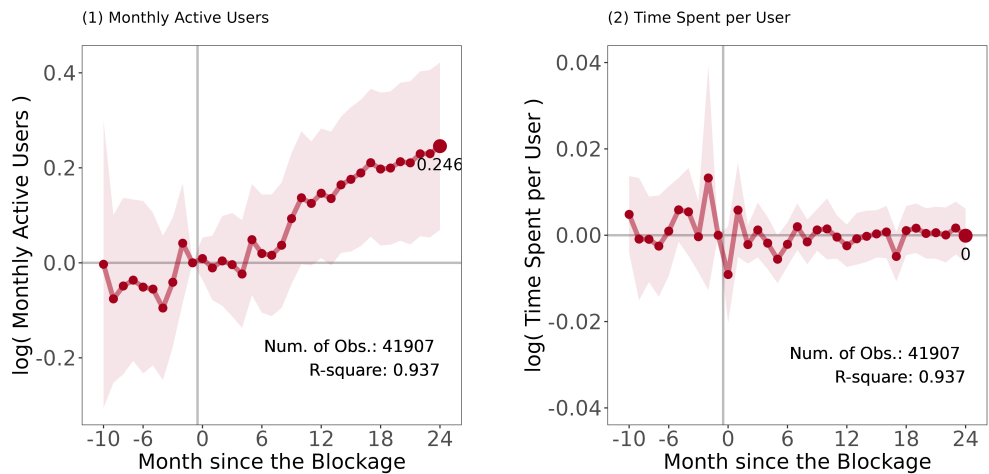 (1) Monthly Active Users
log( Monthly Active Users )
0.4
0.2
0.0
-0.2
0.246
Num. of Obs.: 41907
R-square: 0.937
-10 -6 0 6 12 18 24
Month since the Blockage
(2) Time Spent per User
log( Time Spent per User )
0.04
0.02
0.00
-0.02
-0.04
0
Num. of Obs.: 41907
R-square: 0.937
-10 -6 0 6 12 18 24
Month since the Blockage